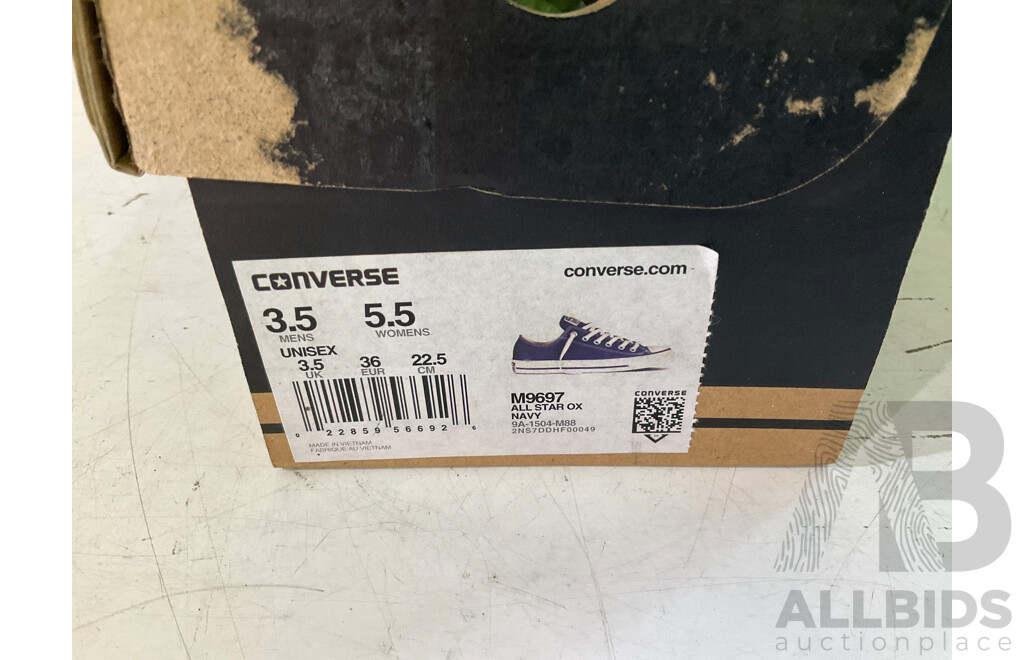 CONVERSE
converse.com
3.5 5.5
MENS WOMENS
UNISEX
3.5 36 22.5
UK EUR CM
M9697
ALL STAR OX
NAVY
9A-1504-M88
2NS7DDHF00049
CONVERSE
0 22859 56692 6
MADE IN VIETNAM
FABRIQUE AU VIETNAM
AB
ALLBIDS
auctionplace